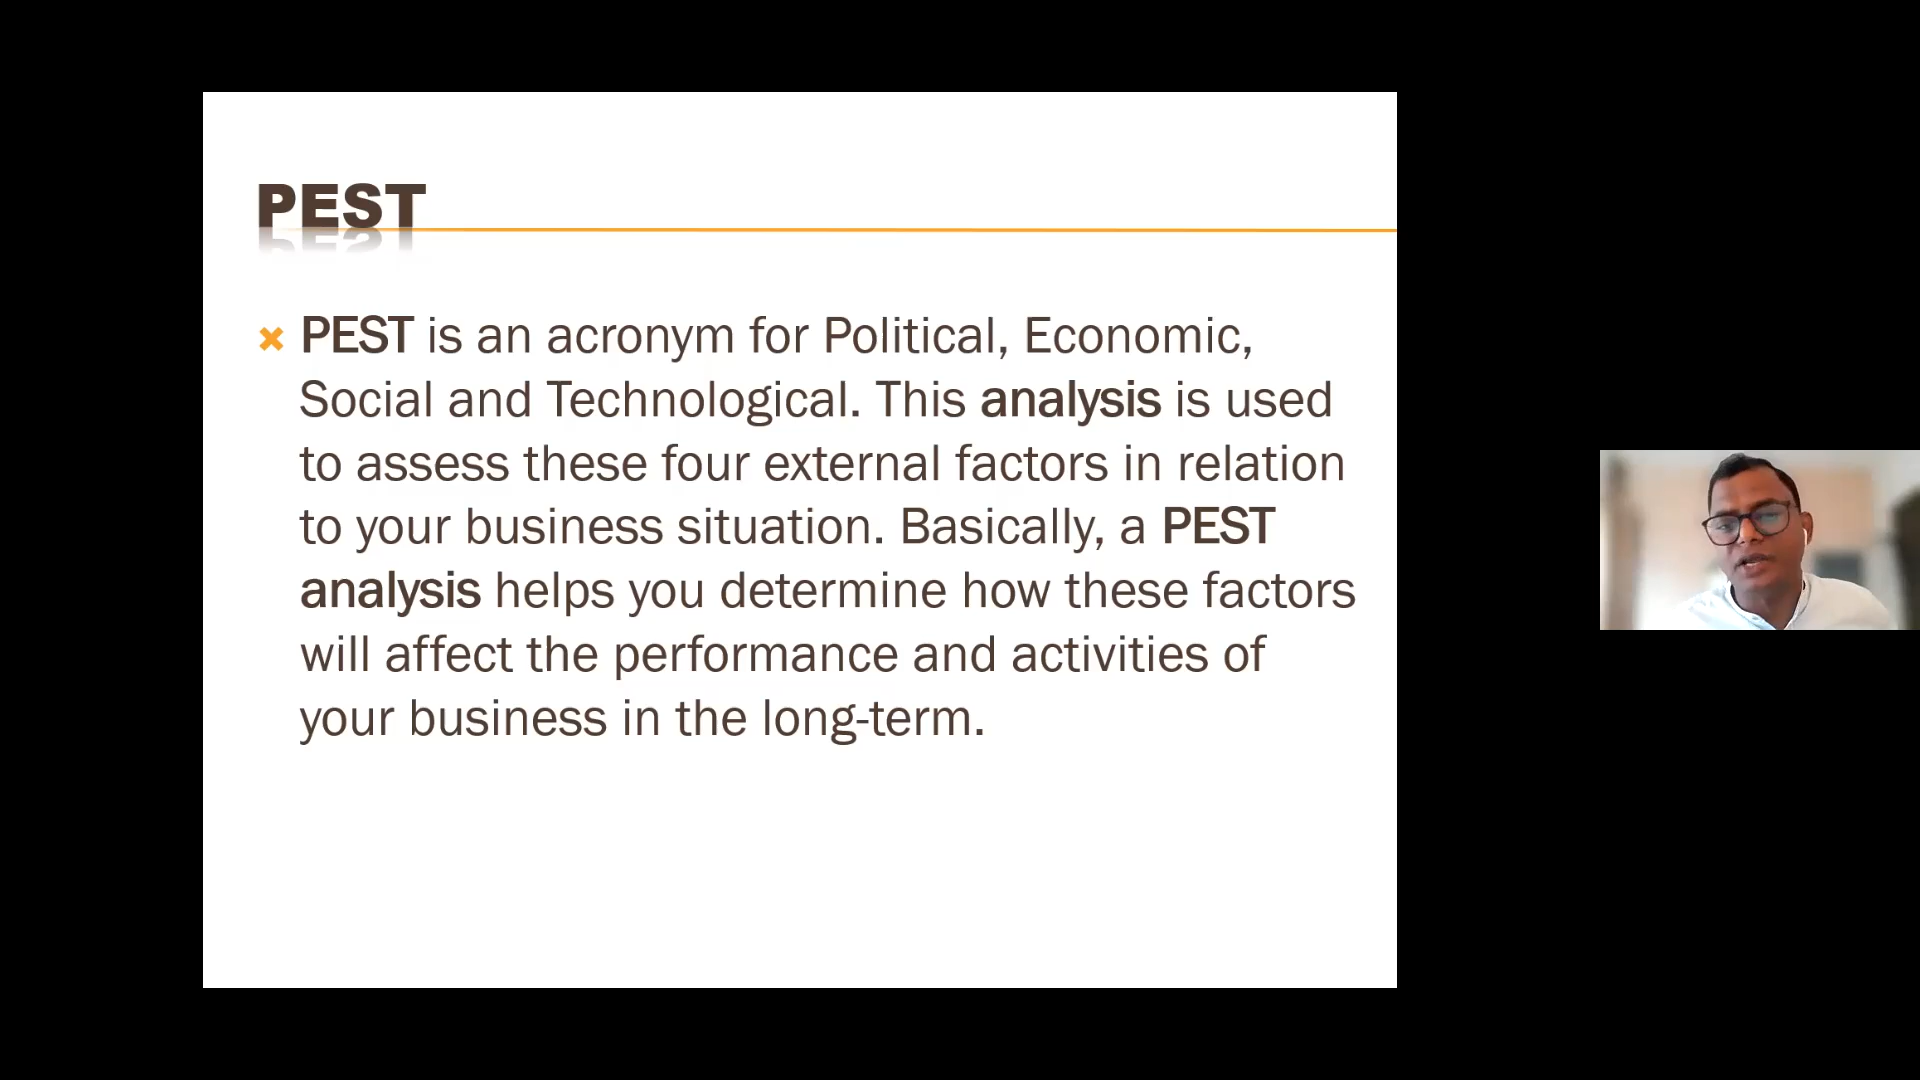 PEST
PEST is an acronym for Political, Economic,
Social and Technological. This analysis is used
to assess these four external factors in relation
to your business situation. Basically, a PEST
analysis helps you determine how these factors
will affect the performance and activities of
your business in the long-term.